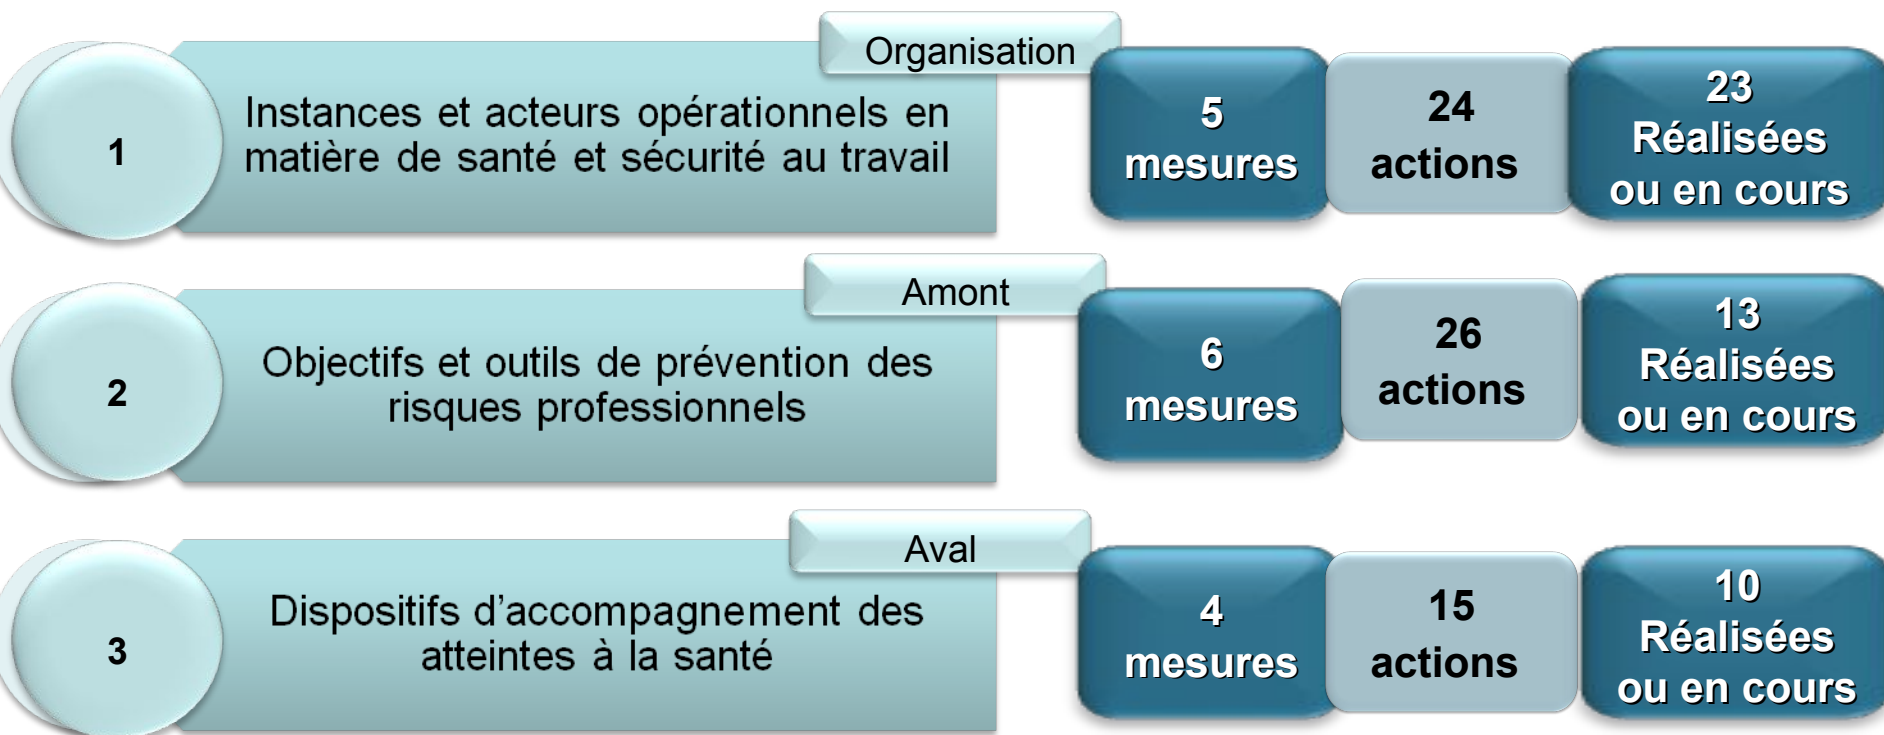 Organisation
1
Instances et acteurs opérationnels en
matière de santé et sécurité au travail
5
mesures
24
actions
23
Réalisées
ou en cours
Amont
2
Objectifs et outils de prévention des
risques professionnels
6
mesures
26
actions
13
Réalisées
ou en cours
Aval
3
Dispositifs d’accompagnement des
atteintes à la santé
4
mesures
15
actions
10
Réalisées
ou en cours